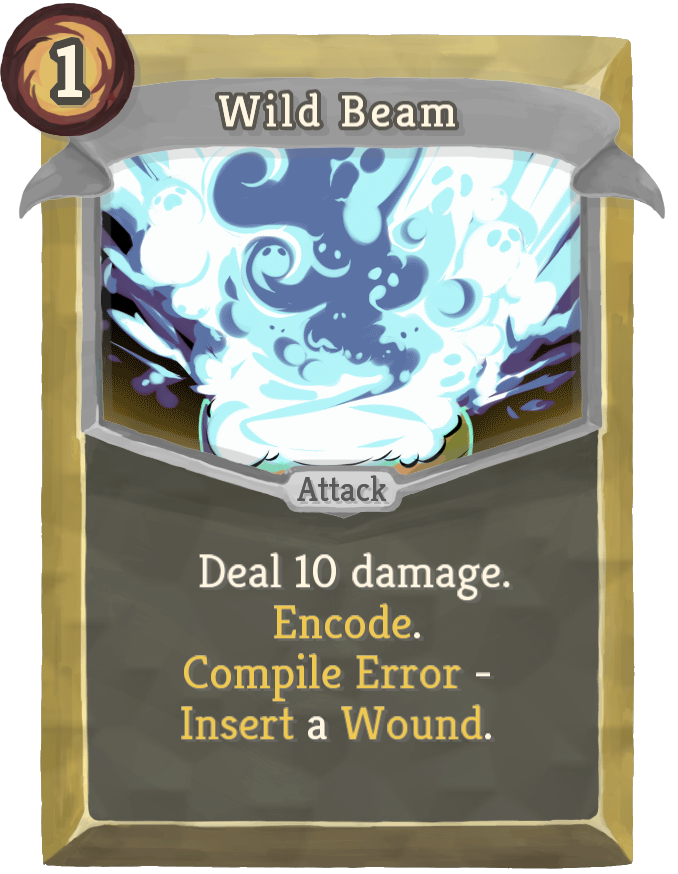 1
Wild Beam
Attack
Deal 10 damage.
Encode.
Compile Error -
Insert a Wound.